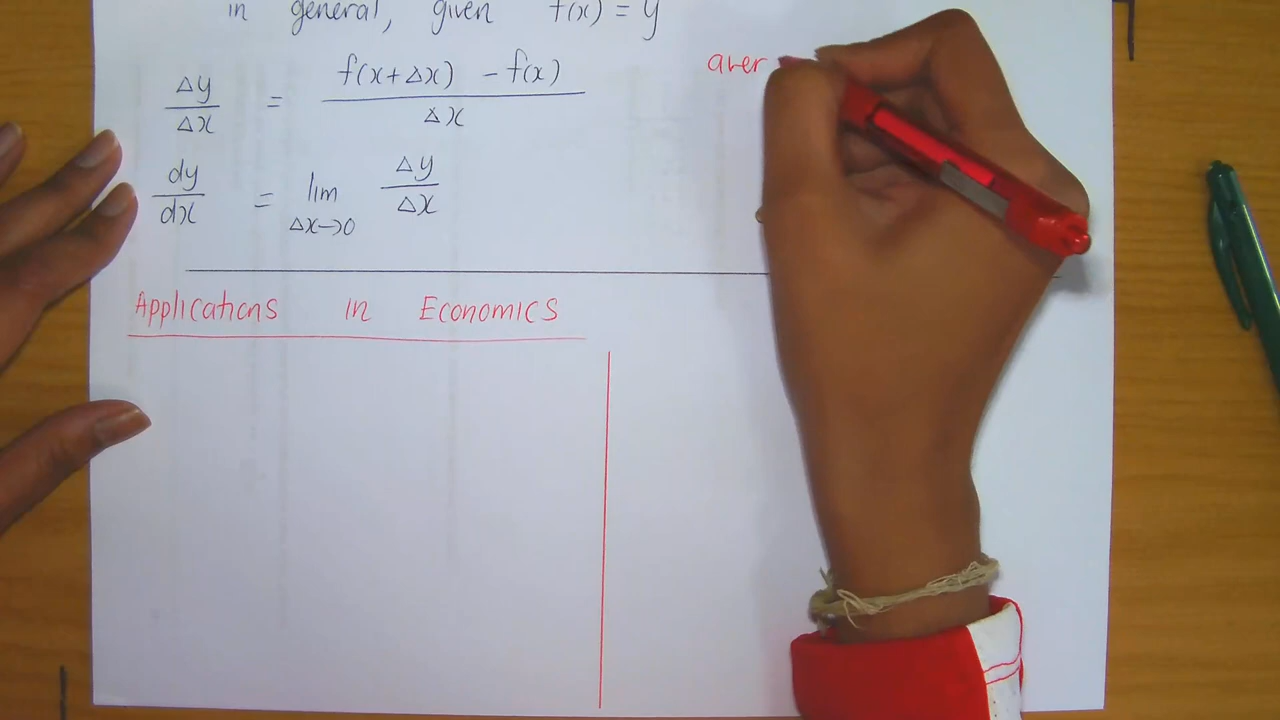 in general, given f(x) = y
Δy/Δx = f(x+Δx) - f(x)/Δx
aver
dy/dx = lim Δx→0 Δy/Δx
Applications in Economics